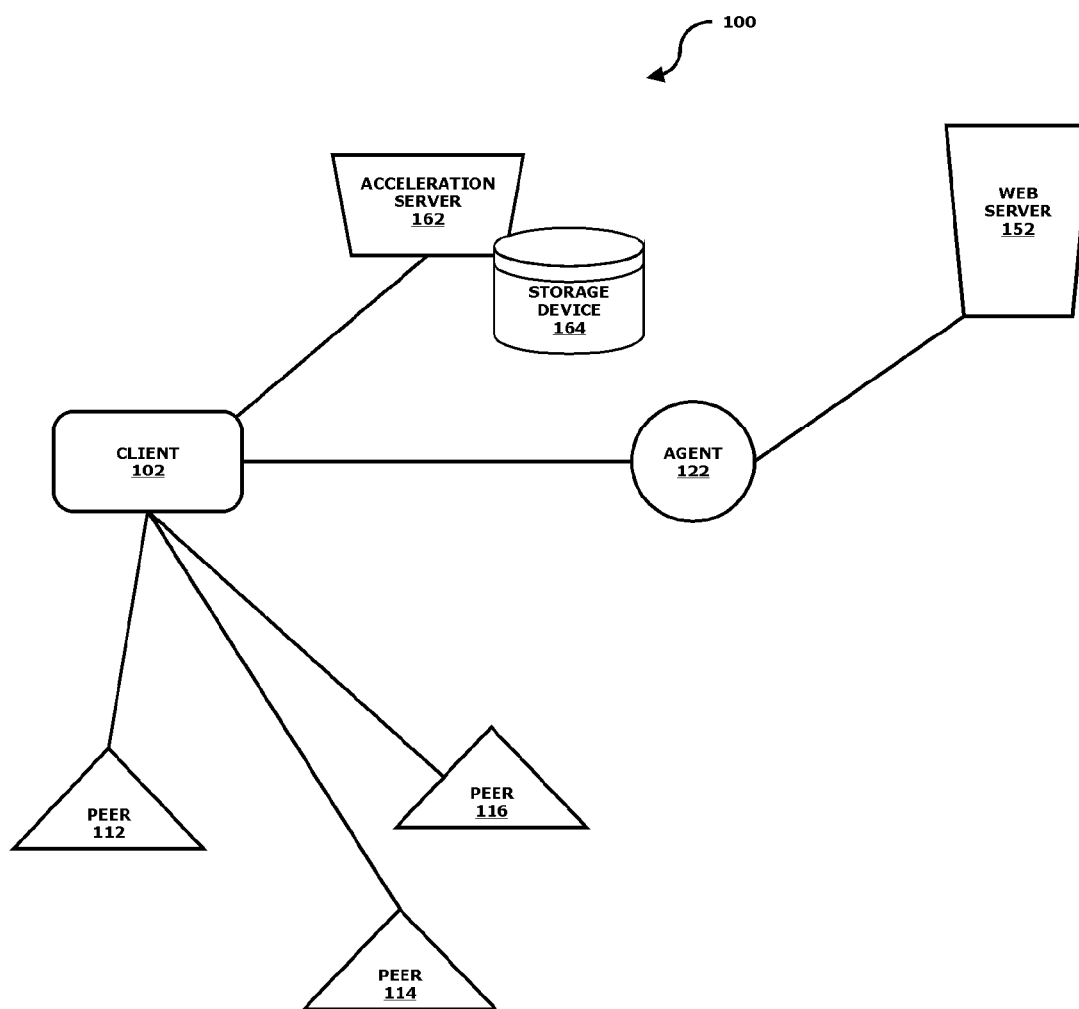 100
ACCELERATION
SERVER
162
WEB
SERVER
152
STORAGE
DEVICE
164
CLIENT
102
AGENT
122
PEER
112
PEER
116
PEER
114